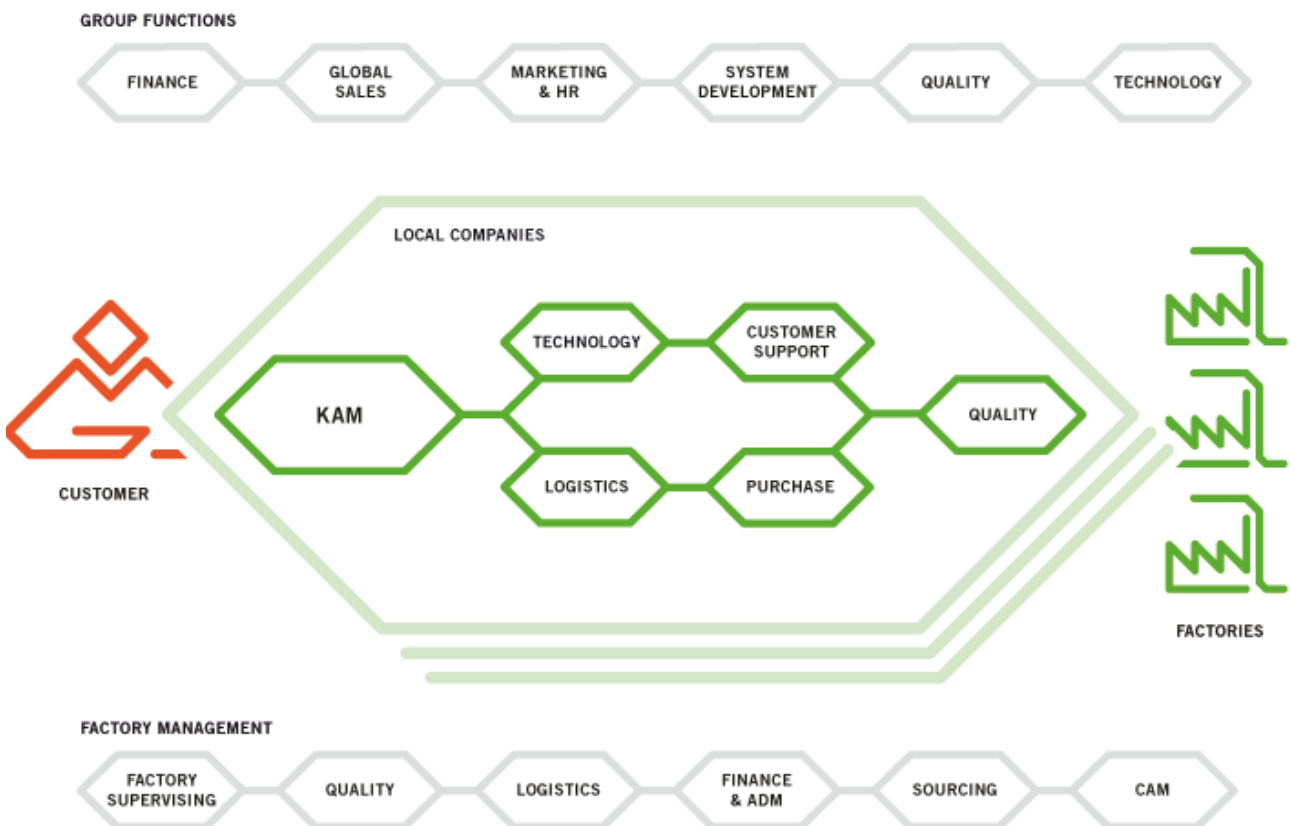 GROUP FUNCTIONS
FINANCE
GLOBAL
SALES
MARKETING
& HR
SYSTEM
DEVELOPMENT
QUALITY
TECHNOLOGY
LOCAL COMPANIES
TECHNOLOGY
CUSTOMER
SUPPORT
KAM
QUALITY
LOGISTICS
PURCHASE
CUSTOMER
FACTORIES
FACTORY MANAGEMENT
FACTORY
SUPERVISING
QUALITY
LOGISTICS
FINANCE
& ADM
SOURCING
CAM